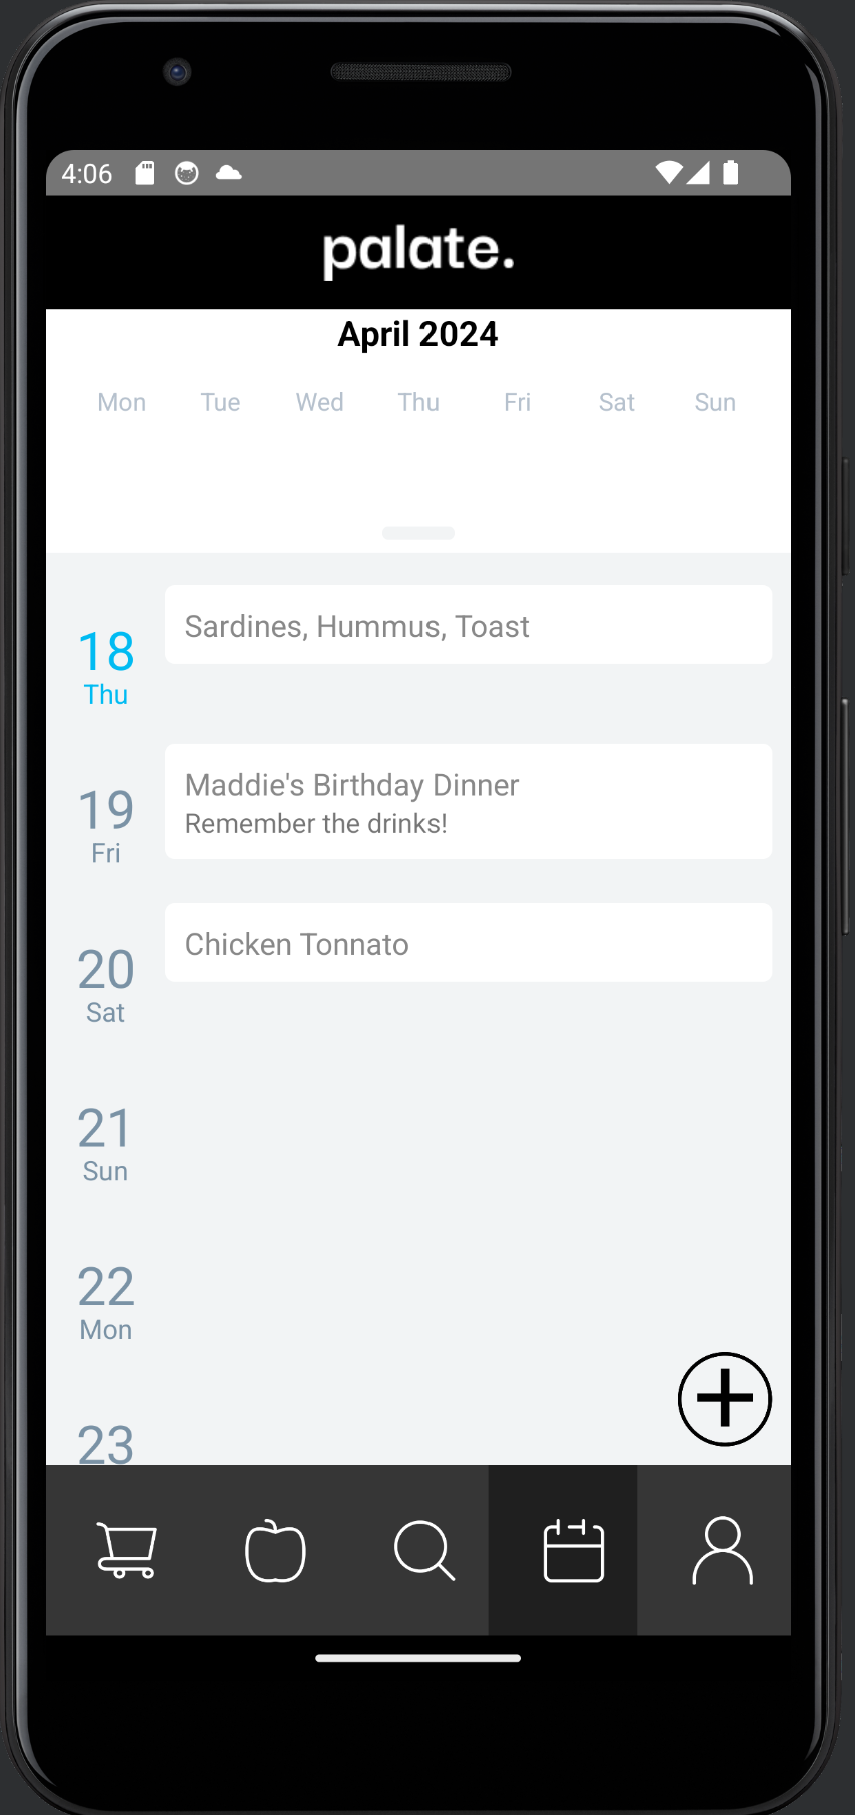 4:06
palate.
April 2024
Mon Tue Wed Thu Fri Sat Sun
Sardines, Hummus, Toast
18
Thu
Maddie's Birthday Dinner
Remember the drinks!
19
Fri
Chicken Tonnato
20
Sat
21
Sun
22
Mon
23